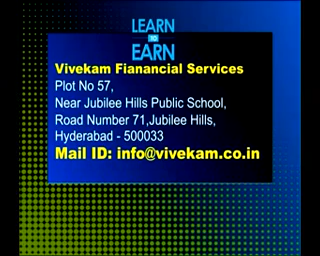 LEARN
TO
EARN
Vivekam Fianancial Services
Plot No 57,
Near Jubilee Hills Public School,
Road Number 71,Jubilee Hills,
Hyderabad - 500033
Mail ID: info@vivekam.co.in